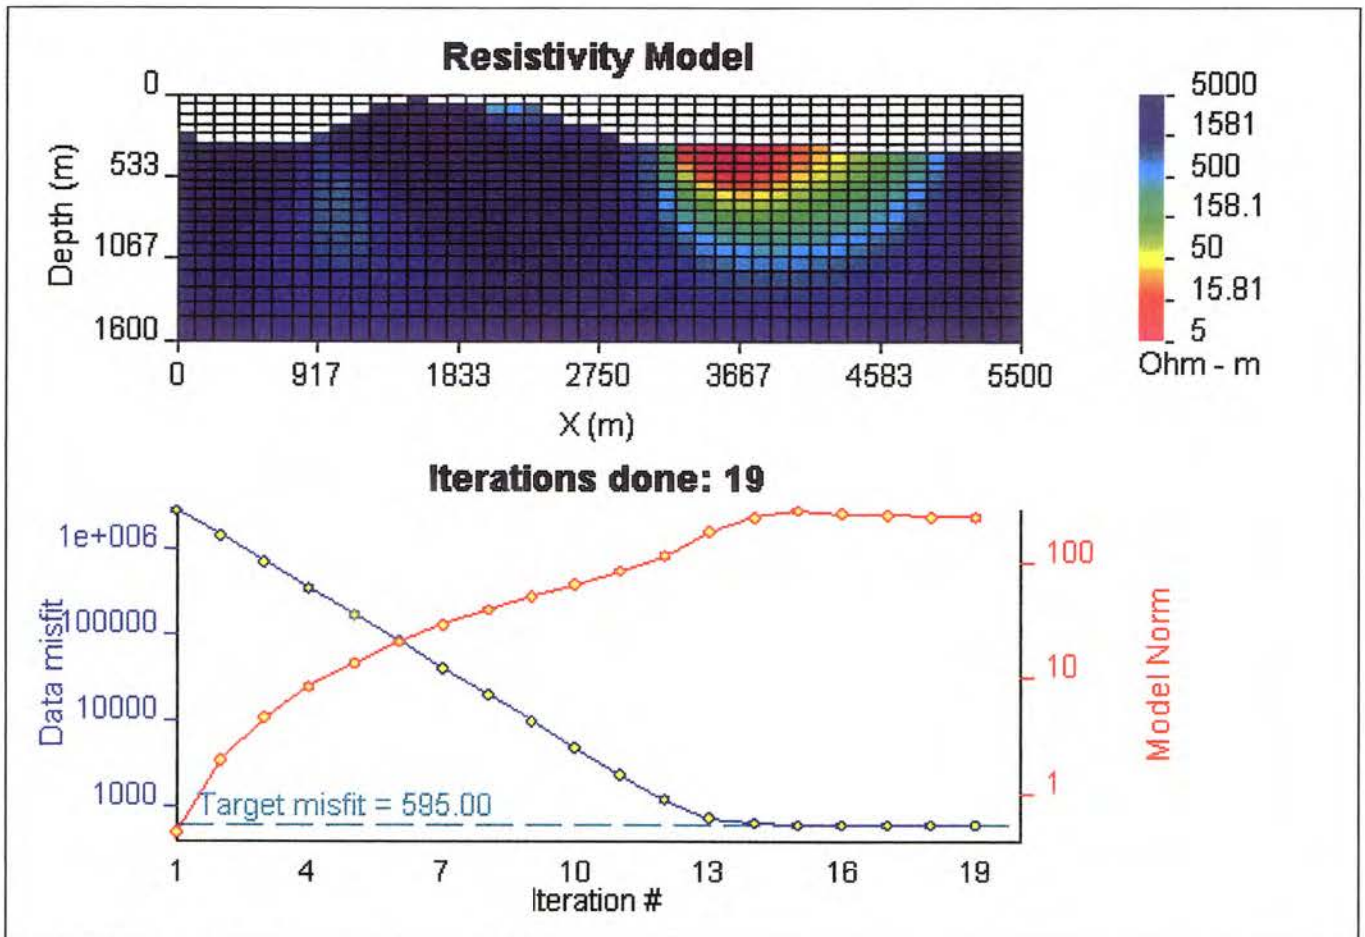 Resistivity Model
0
533
1067
1600
Depth (m)
0 917 1833 2750 3667 4583 5500
X (m)
5000
1581
500
158.1
50
15.81
5
Ohm - m
Iterations done: 19
1e+006
100000
10000
1000
Data misfit
Target misfit = 595.00
100
10
1
Model Norm
1 4 7 10 13 16 19
Iteration #